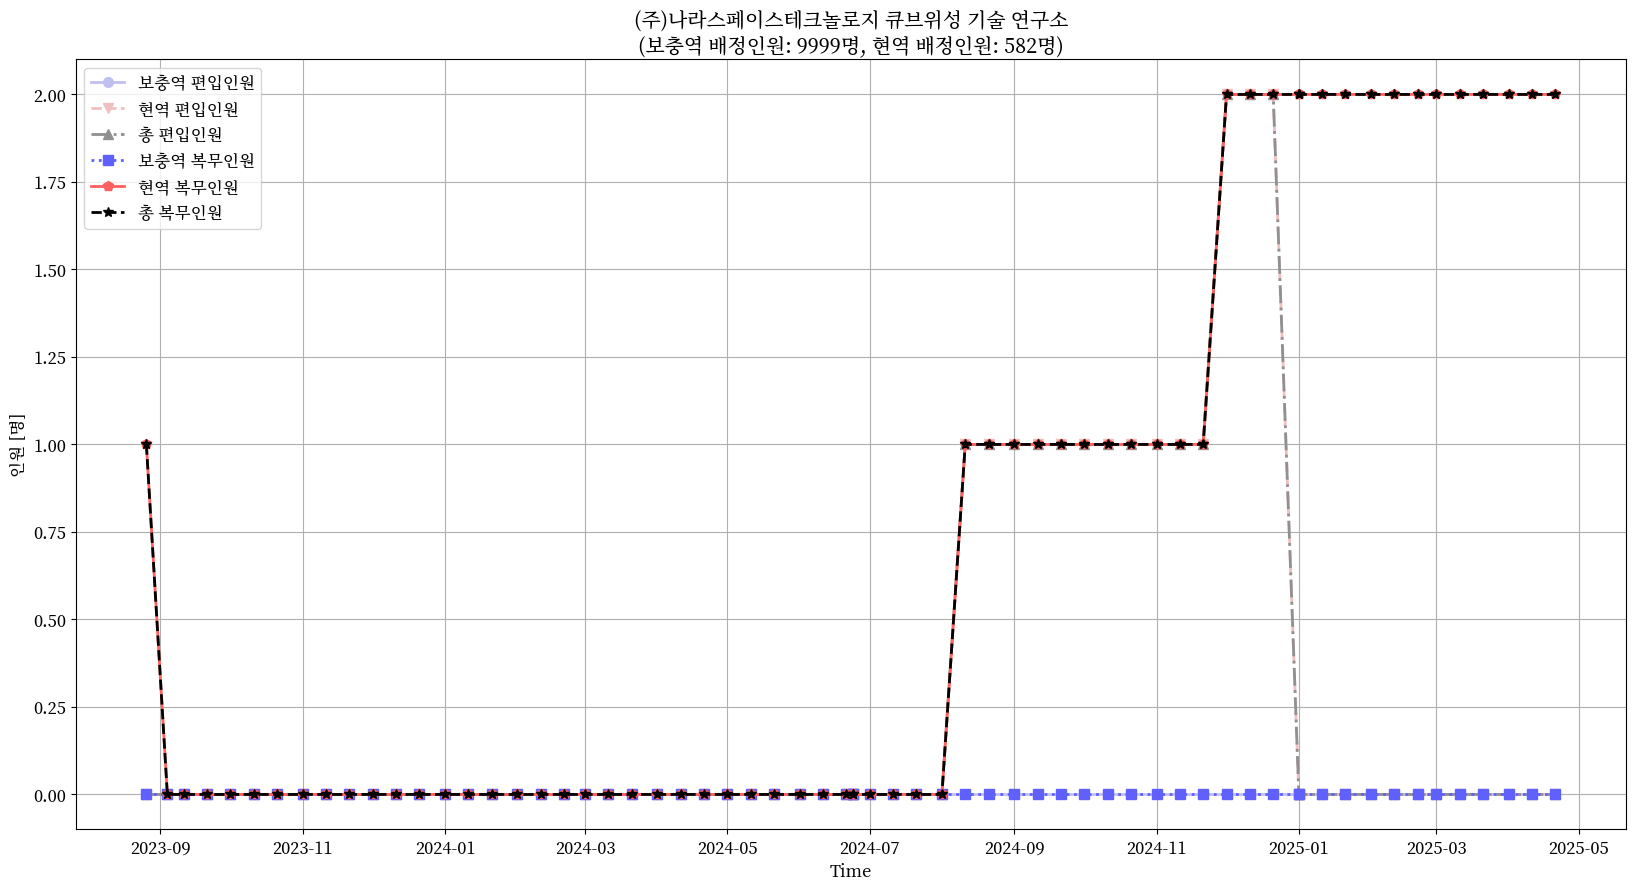 (주)나라스페이스테크놀로지 큐브위성 기술 연구소
(보충역 배정인원: 9999명, 현역 배정인원: 582명)
보충역 편입인원
현역 편입인원
총 편입인원
보충역 복무인원
현역 복무인원
총 복무인원
인원 [명]
2.00
1.75
1.50
1.25
1.00
0.75
0.50
0.25
0.00
2023-09
2023-11
2024-01
2024-03
2024-05
2024-07
2024-09
2024-11
2025-01
2025-03
2025-05
Time